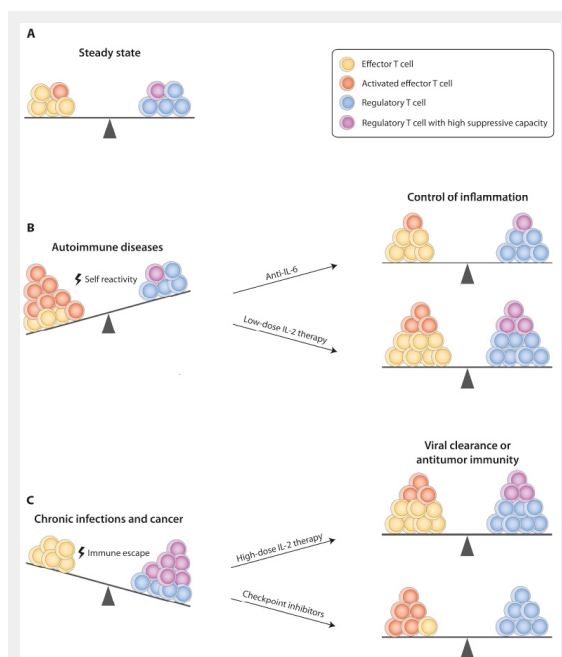 A
Steady state
Effector T cell
Activated effector T cell
Regulatory T cell
Regulatory T cell with high suppressive capacity
Control of inflammation
B
Autoimmune diseases
Self reactivity
Anti-IL-6
Low-dose IL-2 therapy
Viral clearance or
antitumor immunity
C
Chronic infections and cancer
Immune escape
High-dose IL-2 therapy
Checkpoint inhibitors